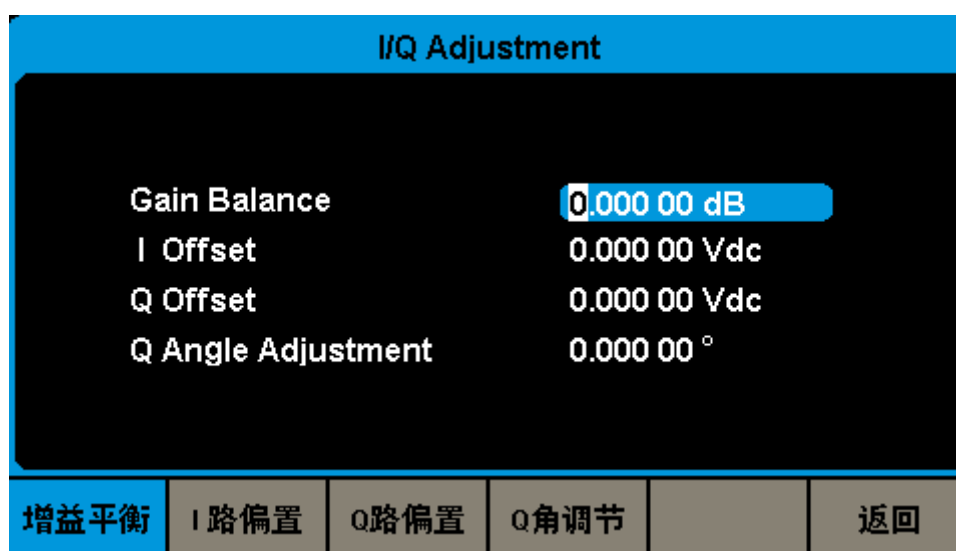 I/Q Adjustment
Gain Balance 0.000 00 dB
I Offset 0.000 00 Vdc
Q Offset 0.000 00 Vdc
Q Angle Adjustment 0.000 00 °
增益平衡 I路偏置 Q路偏置 Q角调节 返回